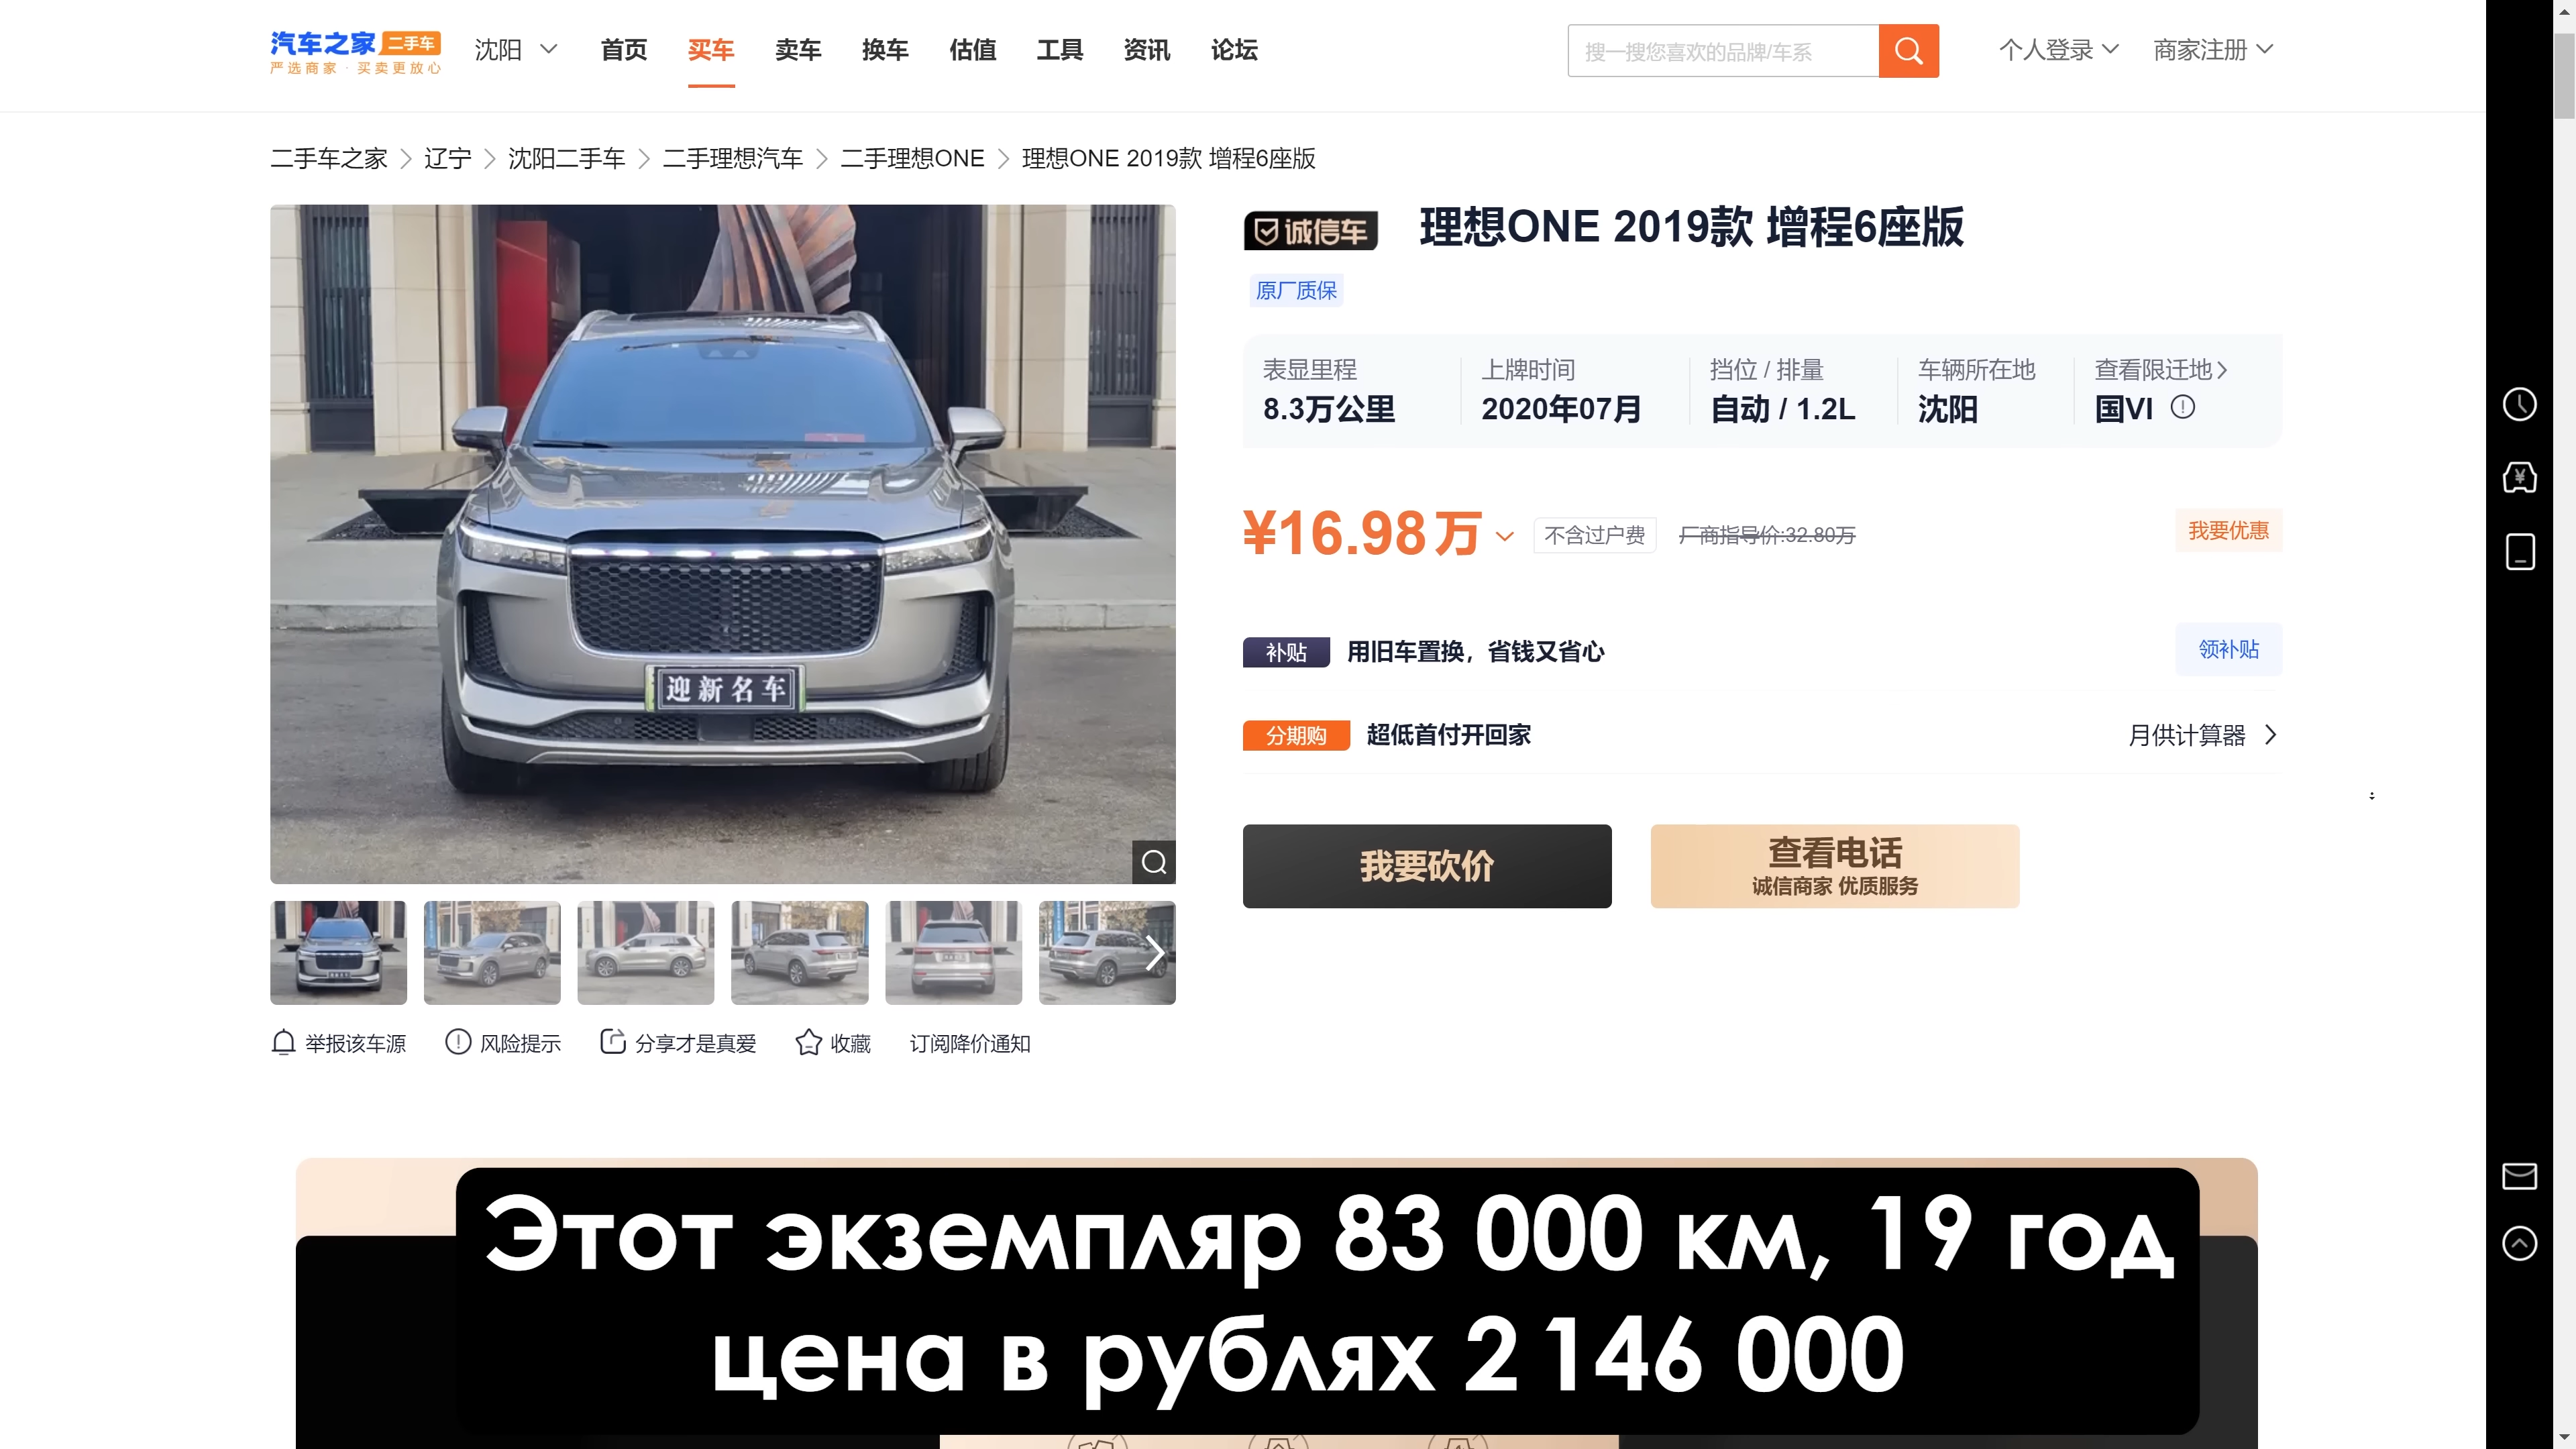 汽车之家 二手车
严选商家 · 买卖更放心
沈阳
首页 买车 卖车 换车 估值 工具 资讯 论坛
搜一搜您喜欢的品牌/车系
个人登录 商家注册
二手车之家 > 辽宁 > 沈阳二手车 > 二手理想汽车 > 二手理想ONE > 理想ONE 2019款 增程6座版
诚信车 理想ONE 2019款 增程6座版
原厂质保
表显里程 上牌时间 挡位 / 排量 车辆所在地 查看限迁地
8.3万公里 2020年07月 自动 / 1.2L 沈阳 国VI
¥16.98万 不含过户费 厂商指导价:32.80万 我要优惠
补贴 用旧车置换，省钱又省心 领补贴
分期购 超低首付开回家 月供计算器
我要砍价
查看电话
诚信商家 优质服务
迎新名车
举报该车源 风险提示 分享才是真爱 收藏 订阅降价通知
Этот экземпляр 83 000 км, 19 год
цена в рублях 2 146 000